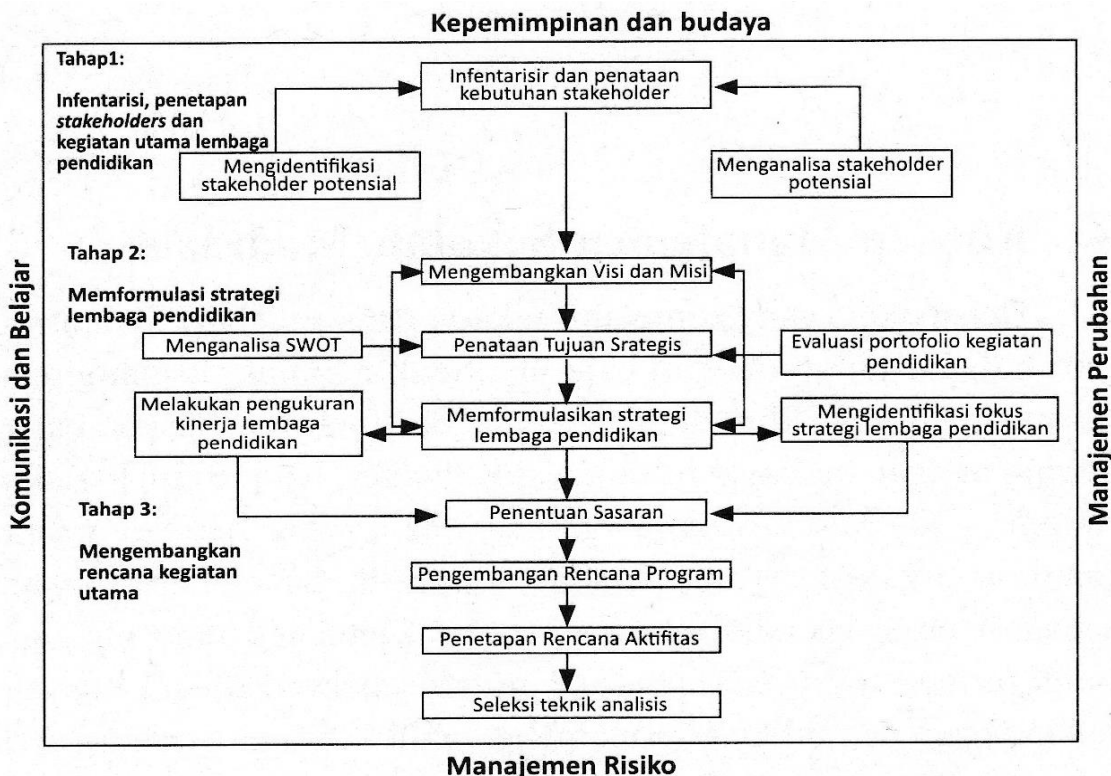 Kepemimpinan dan budaya
Tahap1:
Infentarisi, penetapan
stakeholders dan
kegiatan utama lembaga
pendidikan
Infentarisir dan penataan
kebutuhan stakeholder
Mengidentifikasi
stakeholder potensial
Menganalisa stakeholder
potensial
Tahap 2:
Memformulasi strategi
lembaga pendidikan
Mengembangkan Visi dan Misi
Menganalisa SWOT
Penataan Tujuan Srategis
Evaluasi portofolio kegiatan
pendidikan
Melakukan pengukuran
kinerja lembaga
pendidikan
Memformulasikan strategi
lembaga pendidikan
Mengidentifikasi fokus
strategi lembaga pendidikan
Tahap 3:
Mengembangkan
rencana kegiatan
utama
Penentuan Sasaran
Pengembangan Rencana Program
Penetapan Rencana Aktifitas
Seleksi teknik analisis
Komunikasi dan Belajar
Manajemen Perubahan
Manajemen Risiko